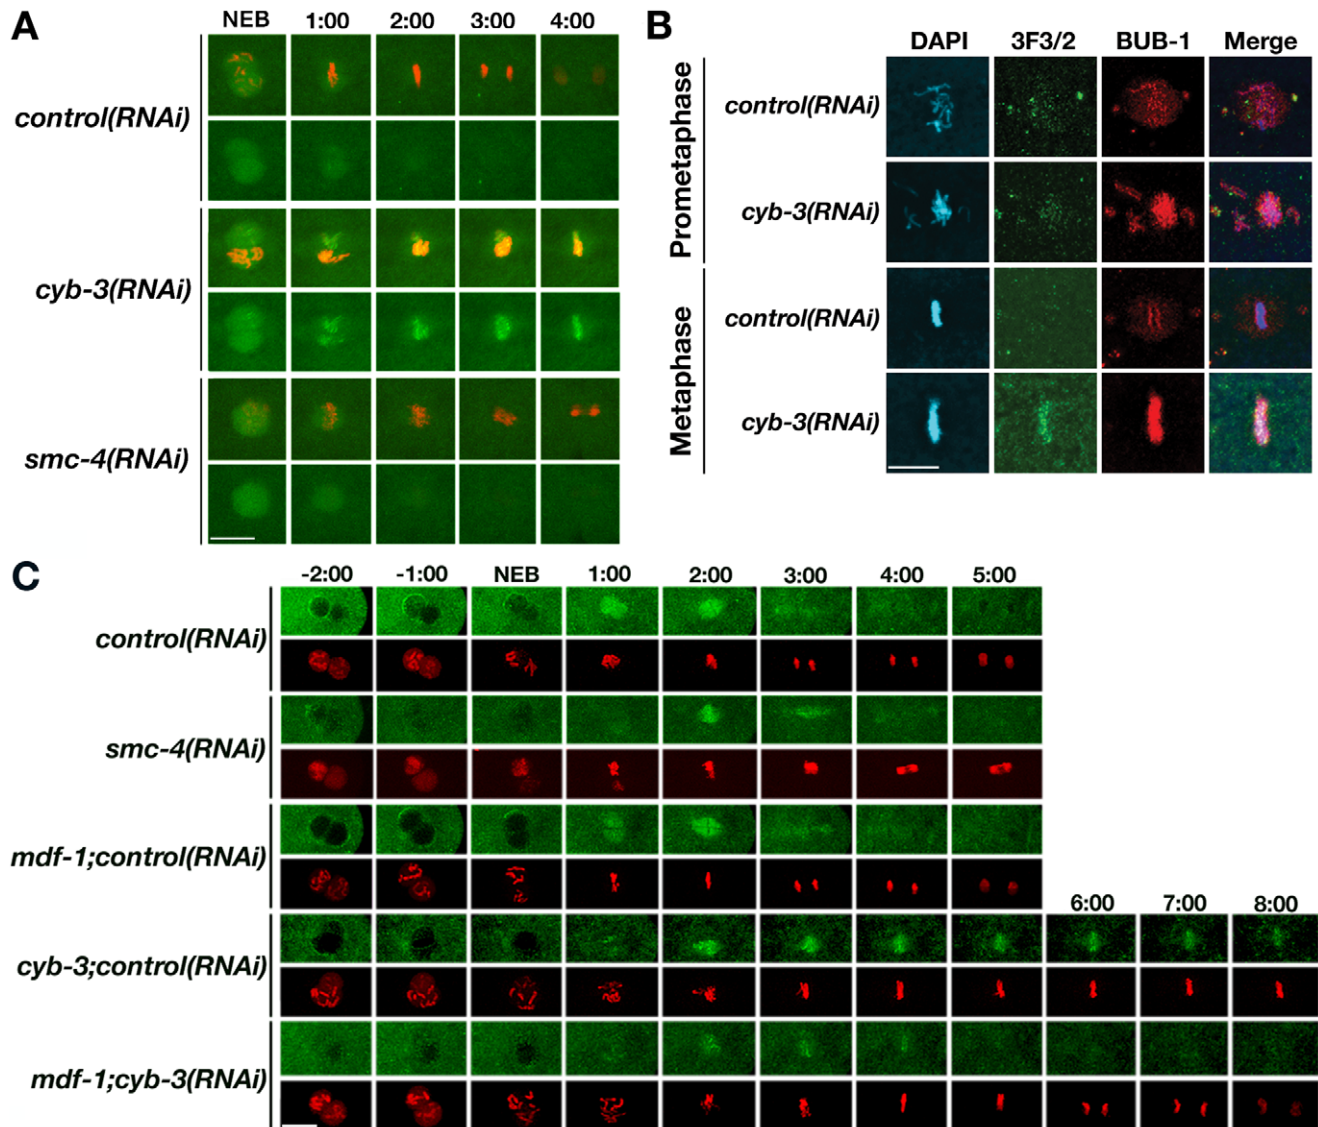 A
NEB 1:00 2:00 3:00 4:00
control(RNAi)
cyb-3(RNAi)
smc-4(RNAi)
B
DAPI 3F3/2 BUB-1 Merge
Prometaphase
control(RNAi)
cyb-3(RNAi)
Metaphase
control(RNAi)
cyb-3(RNAi)
C
-2:00 -1:00 NEB 1:00 2:00 3:00 4:00 5:00
control(RNAi)
smc-4(RNAi)
mdf-1;control(RNAi)
6:00 7:00 8:00
cyb-3;control(RNAi)
mdf-1;cyb-3(RNAi)